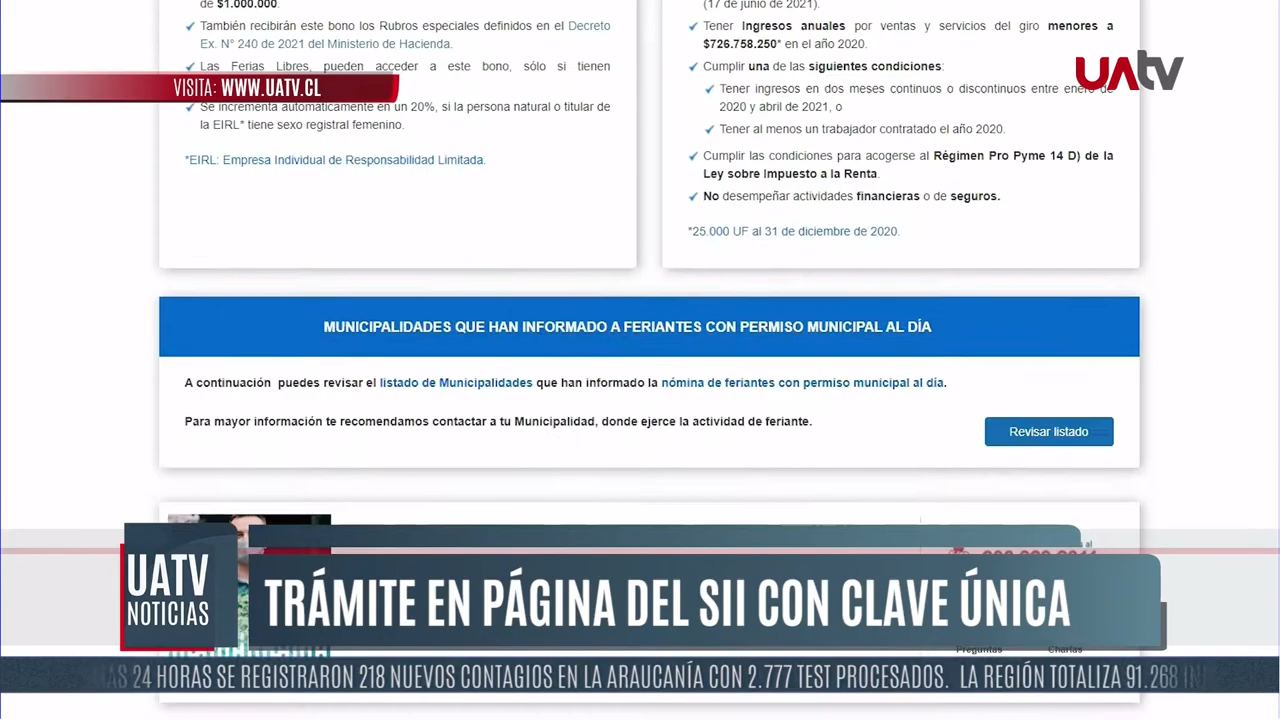 de $1.000.000.
También recibirán este bono los Rubros especiales definidos en el Decreto
Ex. N° 240 de 2021 del Ministerio de Hacienda.
Las Ferias Libres, pueden acceder a este bono, sólo si tienen
Se incrementa automáticamente en un 20%, si la persona natural o titular de
la EIRL* tiene sexo registral femenino.
*EIRL: Empresa Individual de Responsabilidad Limitada.
(17 de junio de 2021).
Tener Ingresos anuales por ventas y servicios del giro menores a
$726.758.250* en el año 2020.
Cumplir una de las siguientes condiciones:
Tener ingresos en dos meses continuos o discontinuos entre enero de
2020 y abril de 2021, o
Tener al menos un trabajador contratado el año 2020.
Cumplir las condiciones para acogerse al Régimen Pro Pyme 14 D) de la
Ley sobre Impuesto a la Renta.
No desempeñar actividades financieras o de seguros.
*25.000 UF al 31 de diciembre de 2020.
VISITA: WWW.UATV.CL
UATV
MUNICIPALIDADES QUE HAN INFORMADO A FERIANTES CON PERMISO MUNICIPAL AL DÍA
A continuación puedes revisar el listado de Municipalidades que han informado la nómina de feriantes con permiso municipal al día.
Para mayor información te recomendamos contactar a tu Municipalidad, donde ejerce la actividad de feriante.
Revisar listado
UATV
NOTICIAS
TRÁMITE EN PÁGINA DEL SII CON CLAVE ÚNICA
Preguntas
Charlas
24 HORAS SE REGISTRARON 218 NUEVOS CONTAGIOS EN LA ARAUCANÍA CON 2.777 TEST PROCESADOS. LA REGIÓN TOTALIZA 91.268